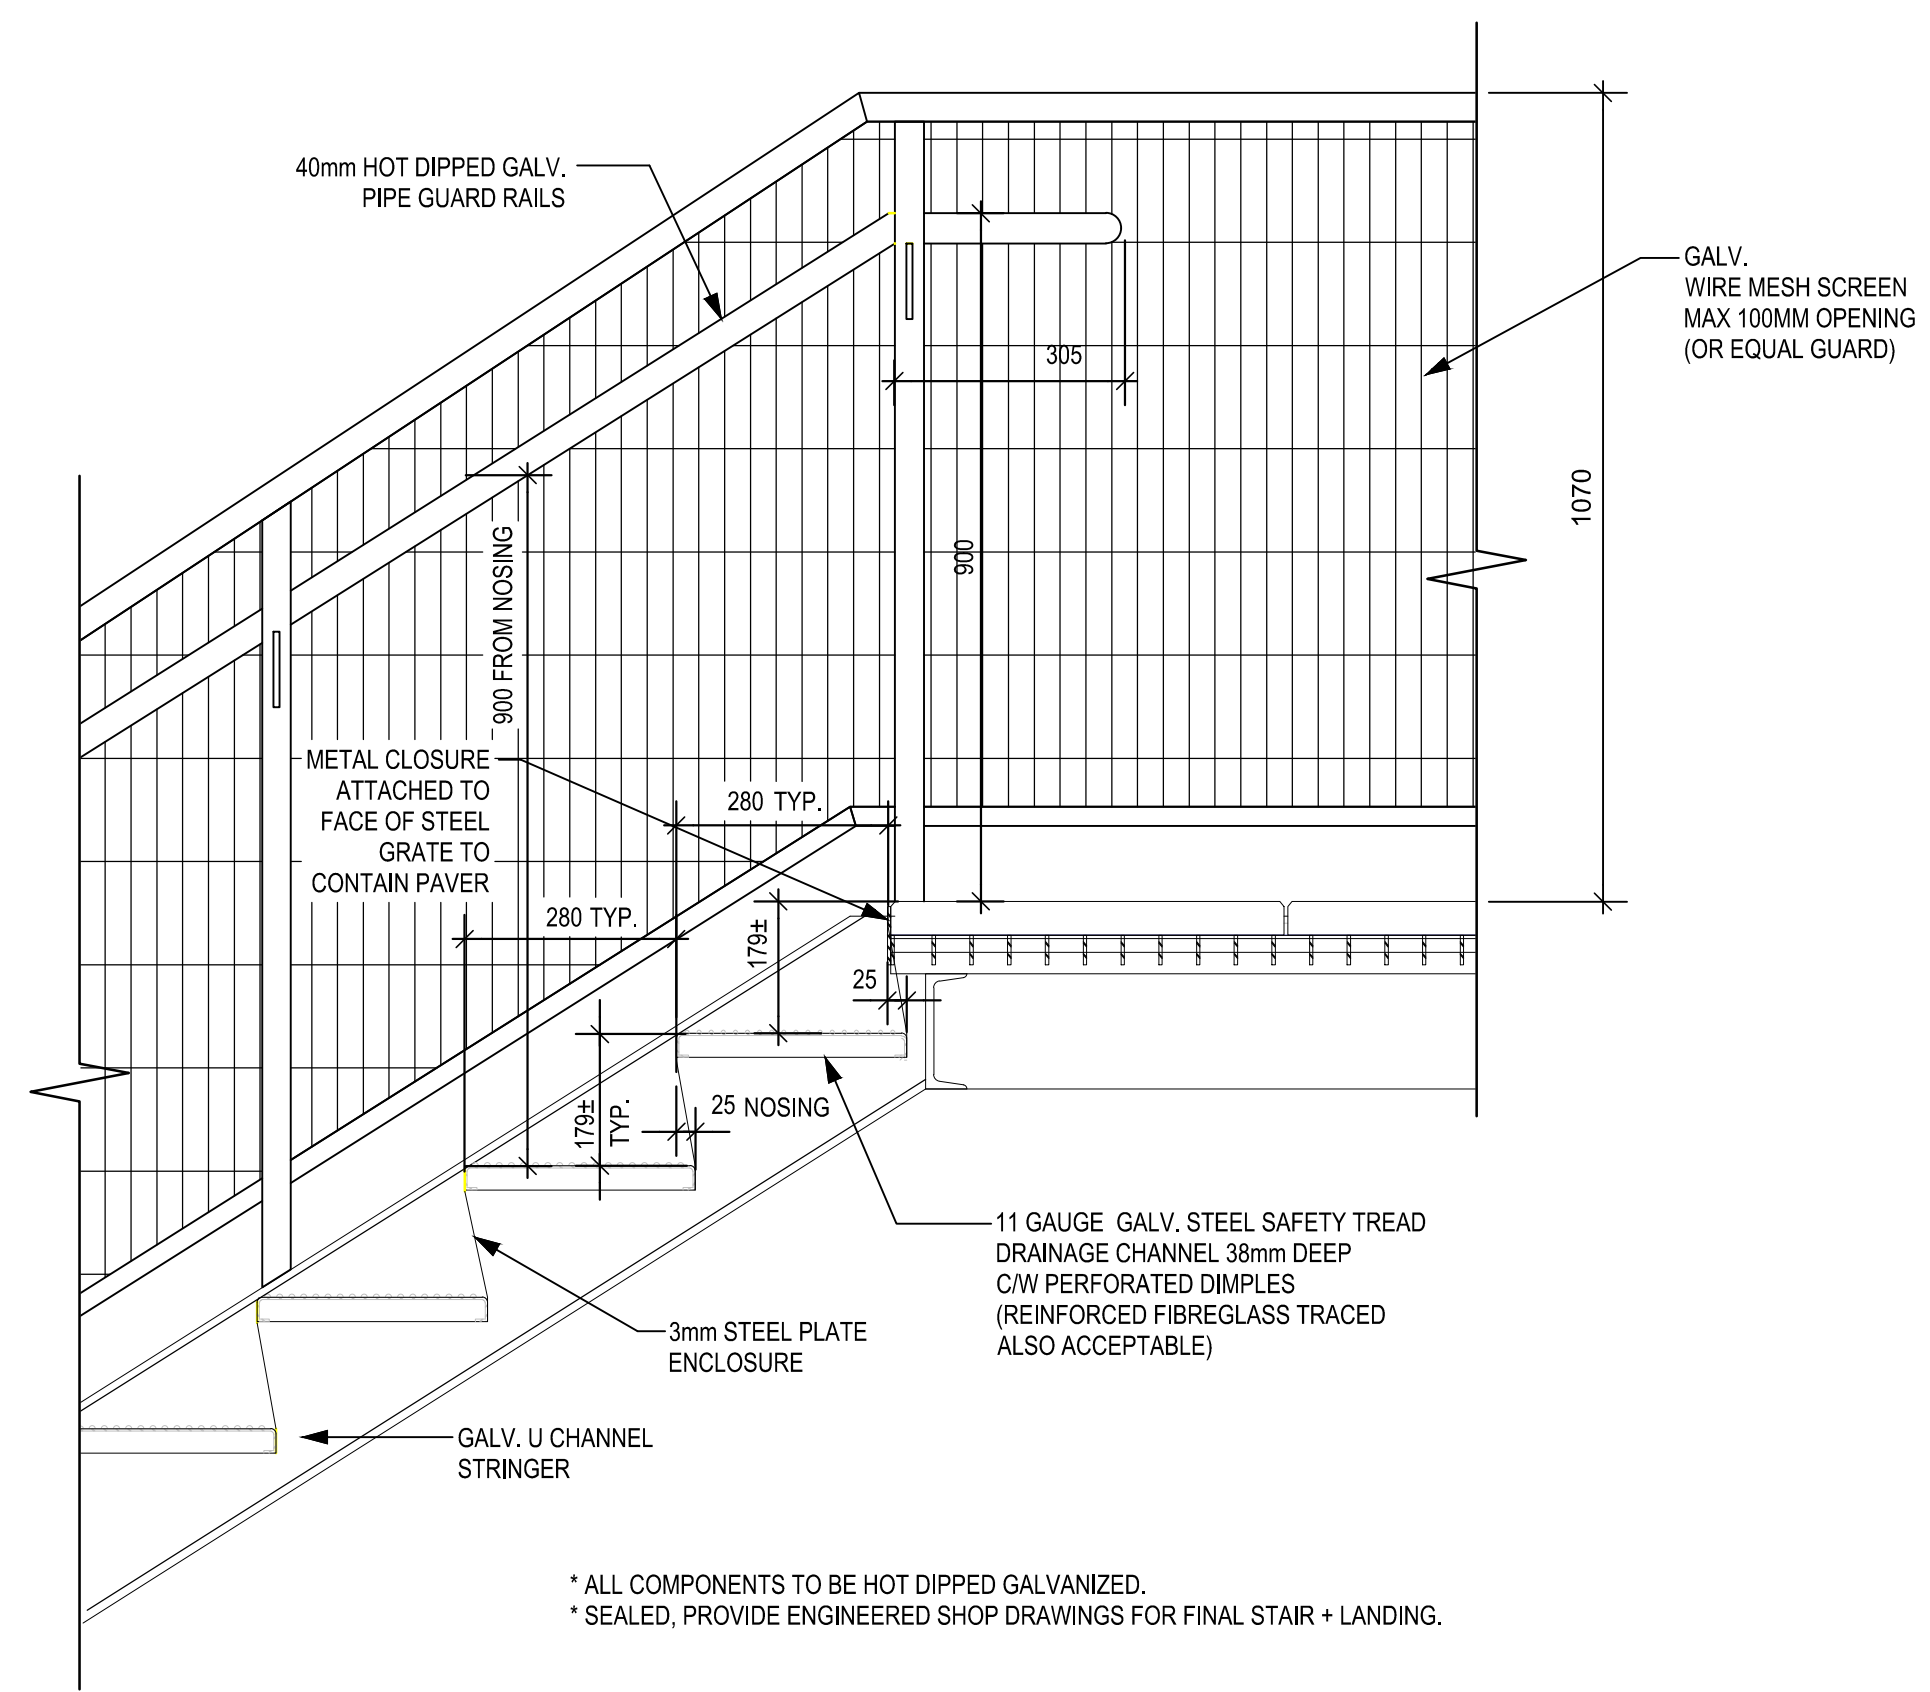 40mm HOT DIPPED GALV.
PIPE GUARD RAILS
GALV.
WIRE MESH SCREEN
MAX 100MM OPENING
(OR EQUAL GUARD)
305
1070
900
900 FROM NOSING
METAL CLOSURE
ATTACHED TO
FACE OF STEEL
GRATE TO
CONTAIN PAVER
280 TYP.
280 TYP.
179±
25
179±
TYP.
25 NOSING
11 GAUGE GALV. STEEL SAFETY TREAD
DRAINAGE CHANNEL 38mm DEEP
C/W PERFORATED DIMPLES
(REINFORCED FIBREGLASS TRACED
ALSO ACCEPTABLE)
3mm STEEL PLATE
ENCLOSURE
GALV. U CHANNEL
STRINGER
* ALL COMPONENTS TO BE HOT DIPPED GALVANIZED.
* SEALED, PROVIDE ENGINEERED SHOP DRAWINGS FOR FINAL STAIR + LANDING.